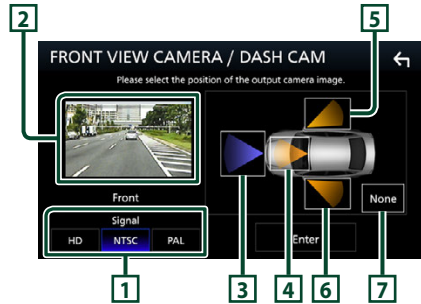 2
5
FRONT VIEW CAMERA / DASH CAM
Please select the position of the output camera image.
Front
Signal
HD NTSC PAL
None
Enter
1
3
4
6
7